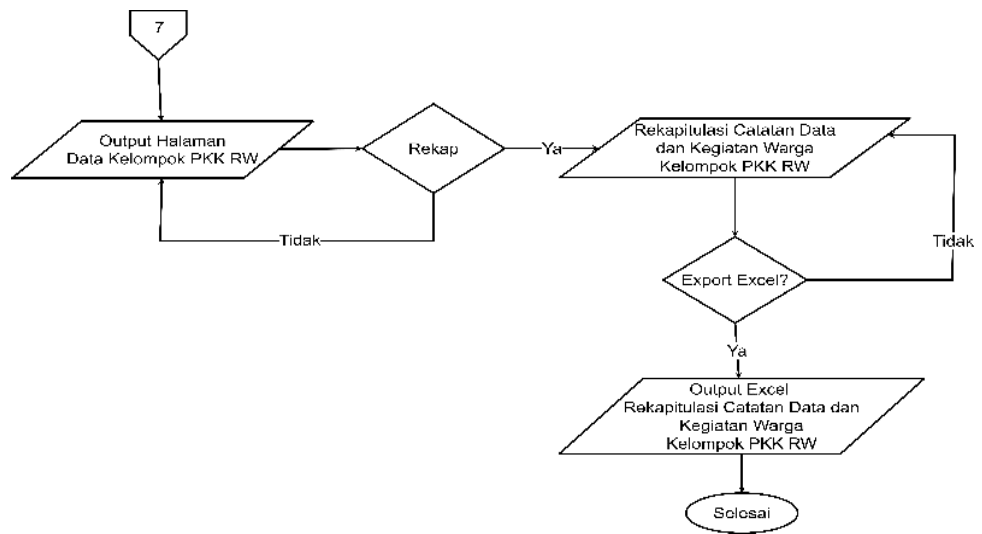 7
Output Halaman
Data Kelompok PKK RW
Rekap
Ya
Rekapitulasi Catatan Data
dan Kegiatan Warga
Kelompok PKK RW
Tidak
Tidak
Export Excel?
Ya
Output Excel
Rekapitulasi Catatan Data dan
Kegiatan Warga
Kelompok PKK RW
Selesai